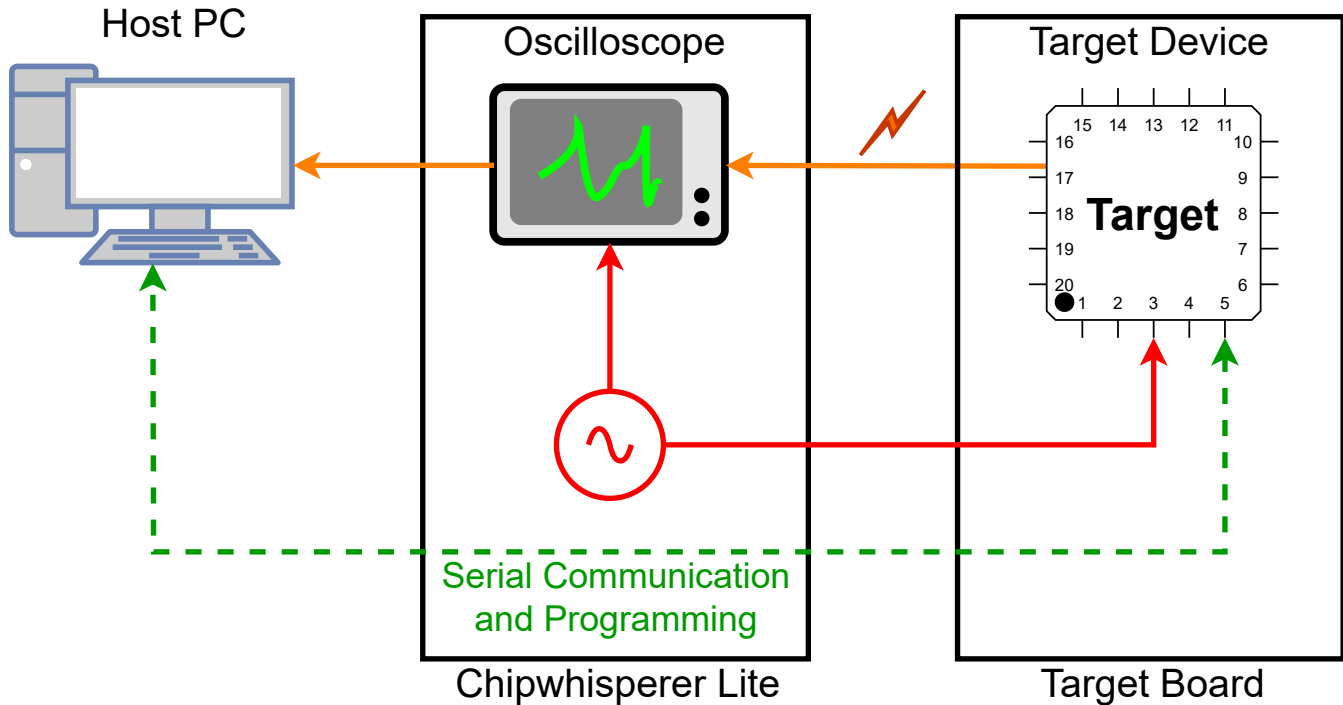 Host PC
Oscilloscope
Target Device
15 14 13 12 11
16 10
17 9
18 8
Target
19 7
20 6
1 2 3 4 5
Serial Communication
and Programming
Chipwhisperer Lite
Target Board